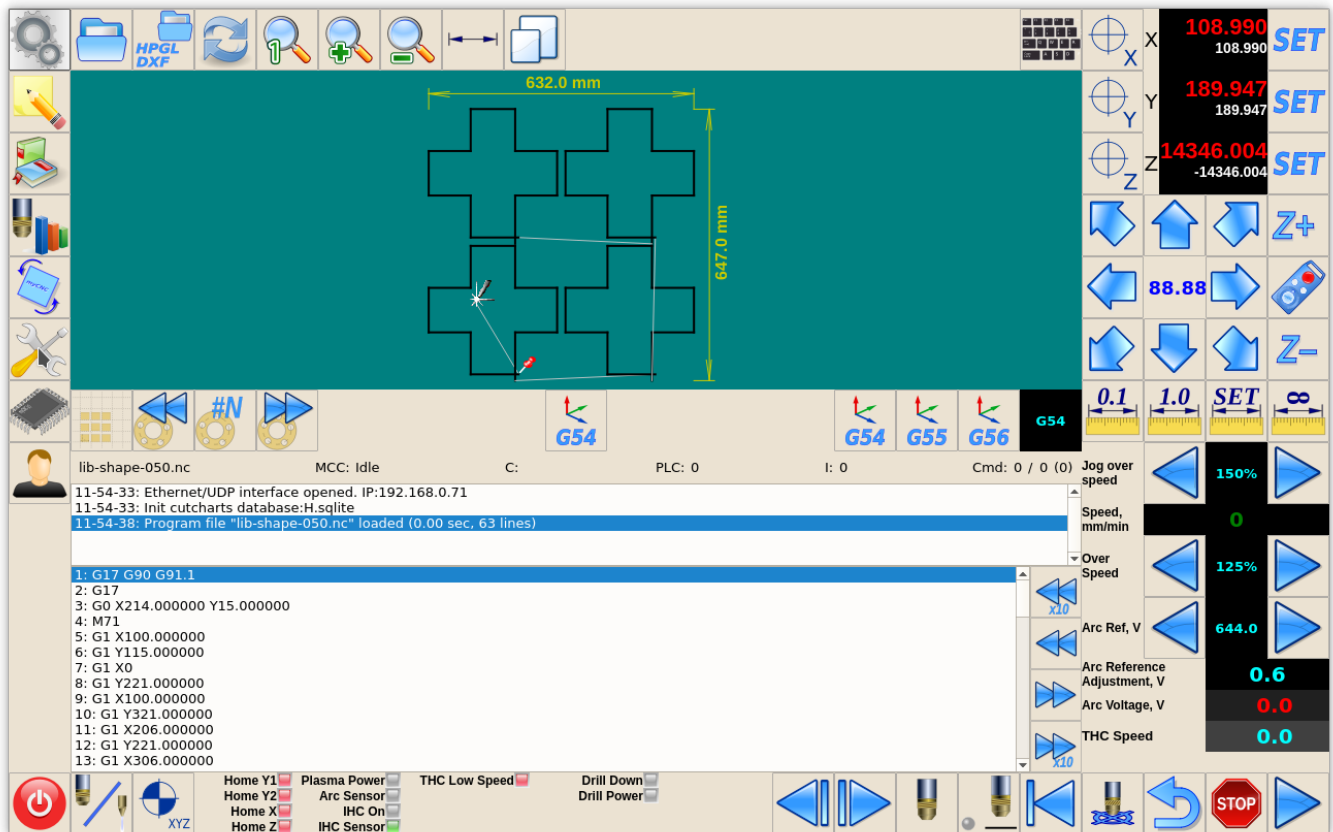 HPGL
DXF
1
X
X
108.990
108.990
SET
Y
Y
189.947
189.947
SET
Z
Z
14346.004
-14346.004
SET
632.0 mm
647.0 mm
Z+
88.88
Z-
myCNC
#N
G54
G54
G55
G56
G54
0.1
1.0
SET
∞
lib-shape-050.nc
MCC: Idle
C:
PLC: 0
I: 0
Cmd: 0 / 0 (0)
11-54-33: Ethernet/UDP interface opened. IP:192.168.0.71
11-54-33: Init cutcharts database:H.sqlite
11-54-38: Program file "lib-shape-050.nc" loaded (0.00 sec, 63 lines)
1: G17 G90 G91.1
2: G17
3: G0 X214.000000 Y15.000000
4: M71
5: G1 X100.000000
6: G1 Y115.000000
7: G1 X0
8: G1 Y221.000000
9: G1 X100.000000
10: G1 Y321.000000
11: G1 X206.000000
12: G1 Y221.000000
13: G1 X306.000000
x10
x10
Jog over
speed
150%
Speed,
mm/min
0
Over
Speed
125%
Arc Ref, V
644.0
Arc Reference
Adjustment, V
0.6
Arc Voltage, V
0.0
THC Speed
0.0
XYZ
Home Y1
Home Y2
Home X
Home Z
Plasma Power
Arc Sensor
IHC On
IHC Sensor
THC Low Speed
Drill Down
Drill Power
STOP